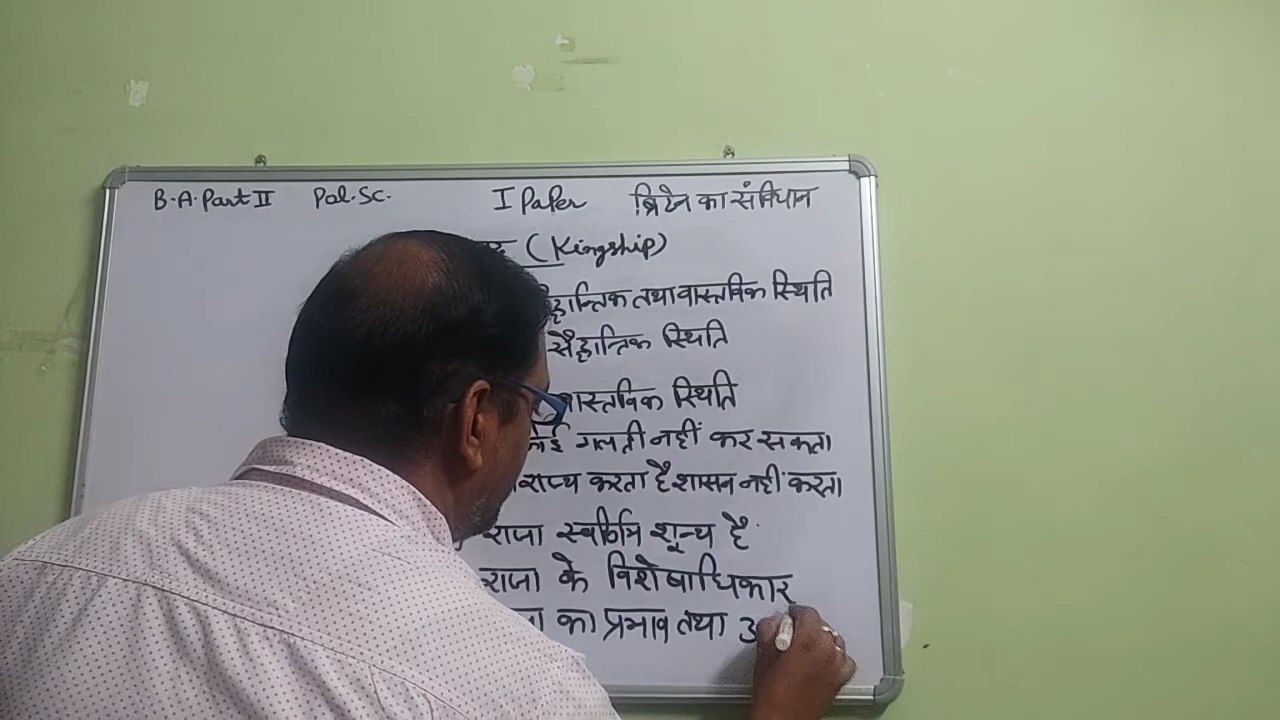 B.A. Part II Pol. Sc. I Paper ब्रिटेन का संविधान
(Kingship)
तथा वास्तविक स्थिति
सैद्धान्तिक स्थिति
वास्तविक स्थिति
गलती नहीं कर सकता
राज्य करता है शासन नहीं करता
राजा स्वर्णिम शून्य है
राजा के विशेषाधिकार
का प्रभाव तथा